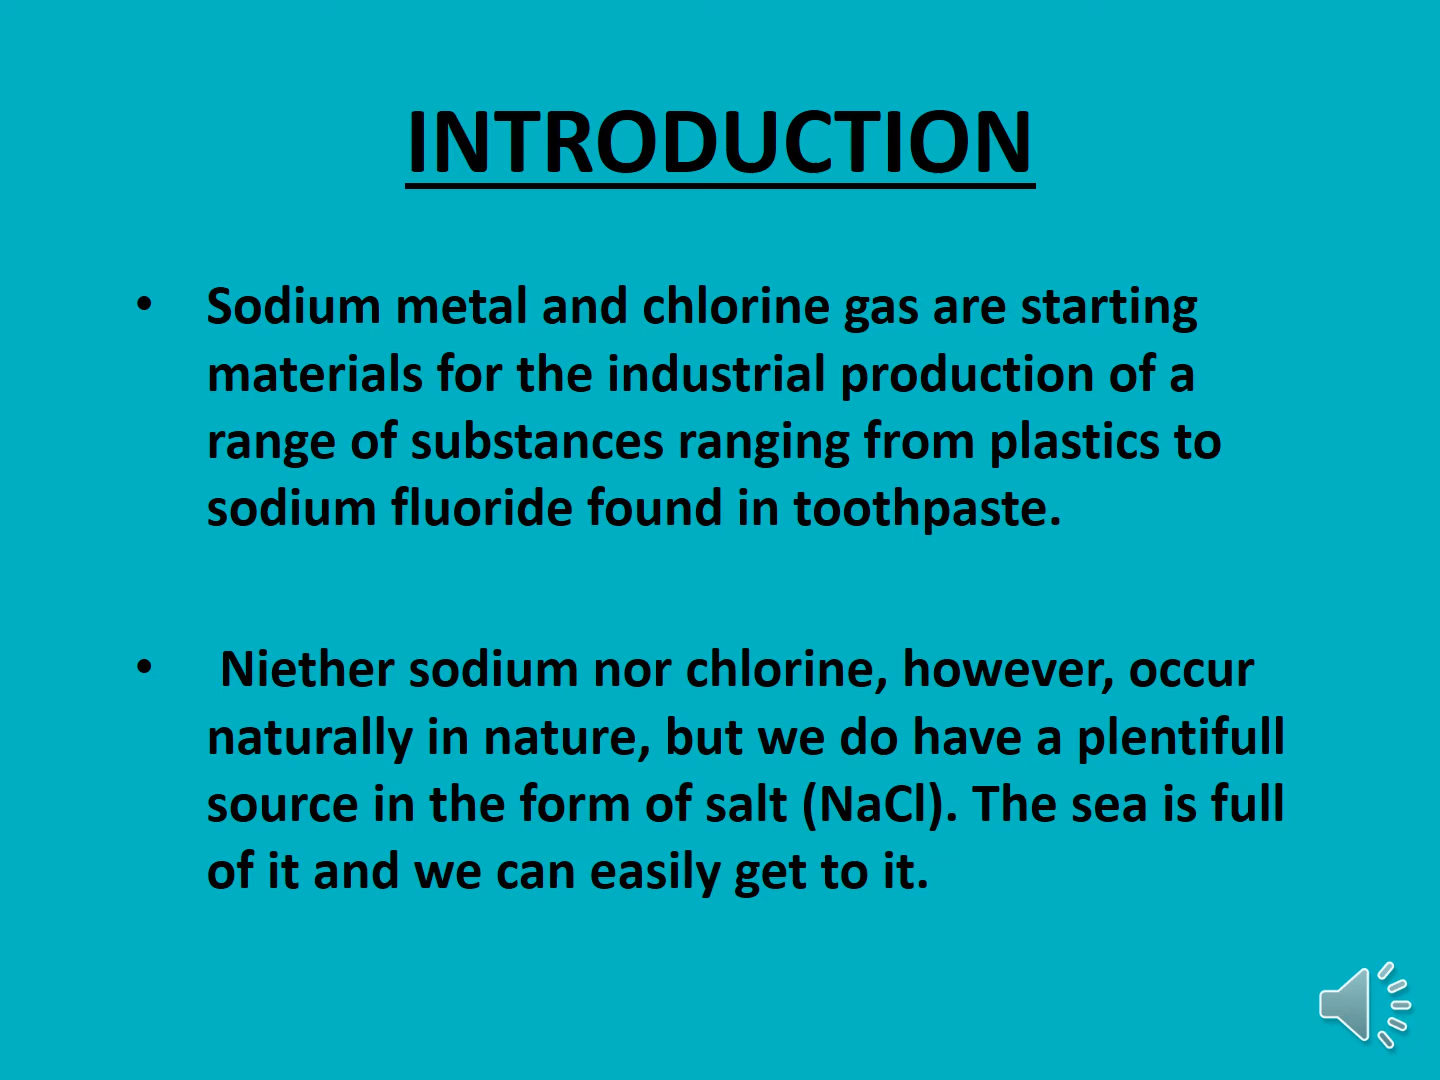 INTRODUCTION
• Sodium metal and chlorine gas are starting
materials for the industrial production of a
range of substances ranging from plastics to
sodium fluoride found in toothpaste.
• Niether sodium nor chlorine, however, occur
naturally in nature, but we do have a plentifull
source in the form of salt (NaCl). The sea is full
of it and we can easily get to it.